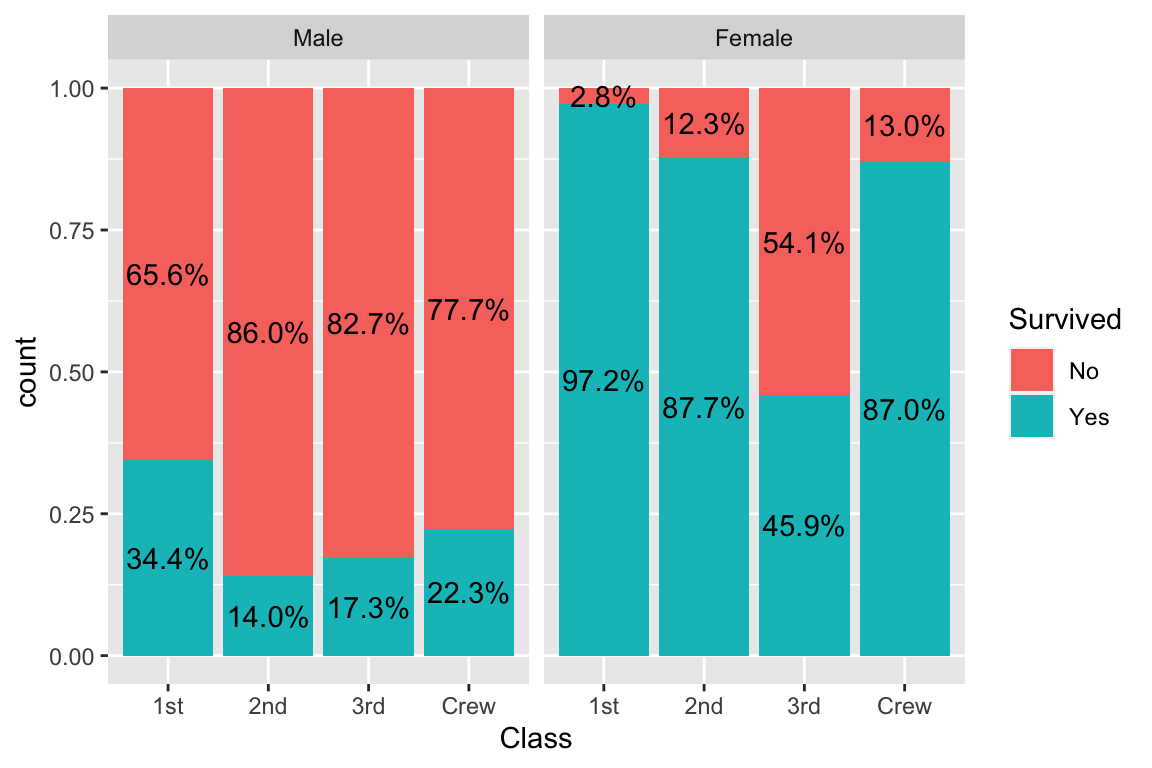 Male Female
1.00
0.75
0.50
0.25
0.00
count
65.6% 86.0% 82.7% 77.7%
34.4% 14.0% 17.3% 22.3%
2.8% 12.3% 54.1% 13.0%
97.2% 87.7% 45.9% 87.0%
1st 2nd 3rd Crew 1st 2nd 3rd Crew
Class
Survived
No
Yes